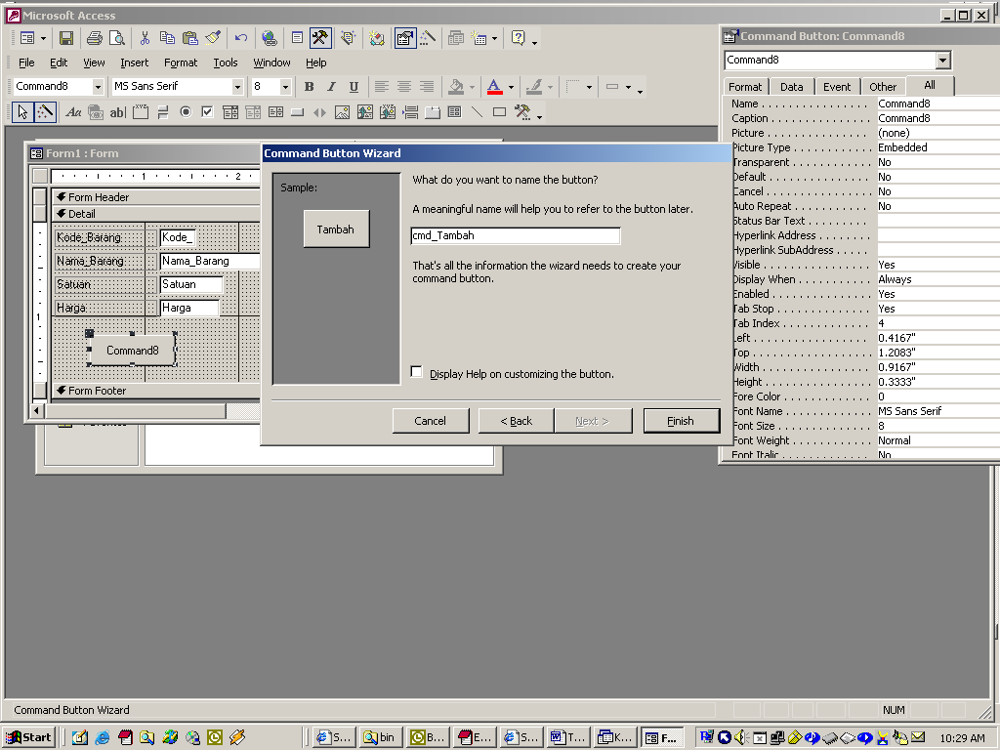 Microsoft Access
File Edit View Insert Format Tools Window Help
Command8 MS Sans Serif 8 B I U
Aa ab|
Form1 : Form
1 2
Form Header
Detail
Kode_Barang Kode_
Nama_Barang Nama_Barang
Satuan Satuan
Harga Harga
1
Command8
Form Footer
Command Button Wizard
Sample:
Tambah
What do you want to name the button?
A meaningful name will help you to refer to the button later.
cmd_Tambah
That's all the information the wizard needs to create your
command button.
Display Help on customizing the button.
Cancel < Back Next > Finish
Command Button: Command8
Command8
Format Data Event Other All
Name . . . . . . . . . . . . . . . . Command8
Caption . . . . . . . . . . . . . . . Command8
Picture . . . . . . . . . . . . . . . (none)
Picture Type . . . . . . . . . . . . Embedded
Transparent . . . . . . . . . . . . No
Default . . . . . . . . . . . . . . . No
Cancel . . . . . . . . . . . . . . . No
Auto Repeat . . . . . . . . . . . . No
Status Bar Text . . . . . . . . . .
Hyperlink Address . . . . . . . .
Hyperlink SubAddress . . . . .
Visible . . . . . . . . . . . . . . . . Yes
Display When . . . . . . . . . . . Always
Enabled . . . . . . . . . . . . . . . Yes
Tab Stop . . . . . . . . . . . . . . Yes
Tab Index . . . . . . . . . . . . . 4
Left . . . . . . . . . . . . . . . . . 0.4167"
Top . . . . . . . . . . . . . . . . . 1.2083"
Width . . . . . . . . . . . . . . . . 0.9167"
Height . . . . . . . . . . . . . . . 0.3333"
Fore Color . . . . . . . . . . . . . 0
Font Name . . . . . . . . . . . . . MS Sans Serif
Font Size . . . . . . . . . . . . . . 8
Font Weight . . . . . . . . . . . . Normal
Font Italic . . . . . . . . . . . . . No
Command Button Wizard NUM
Start S... bin B... E... S... T... K... F... 10:29 AM